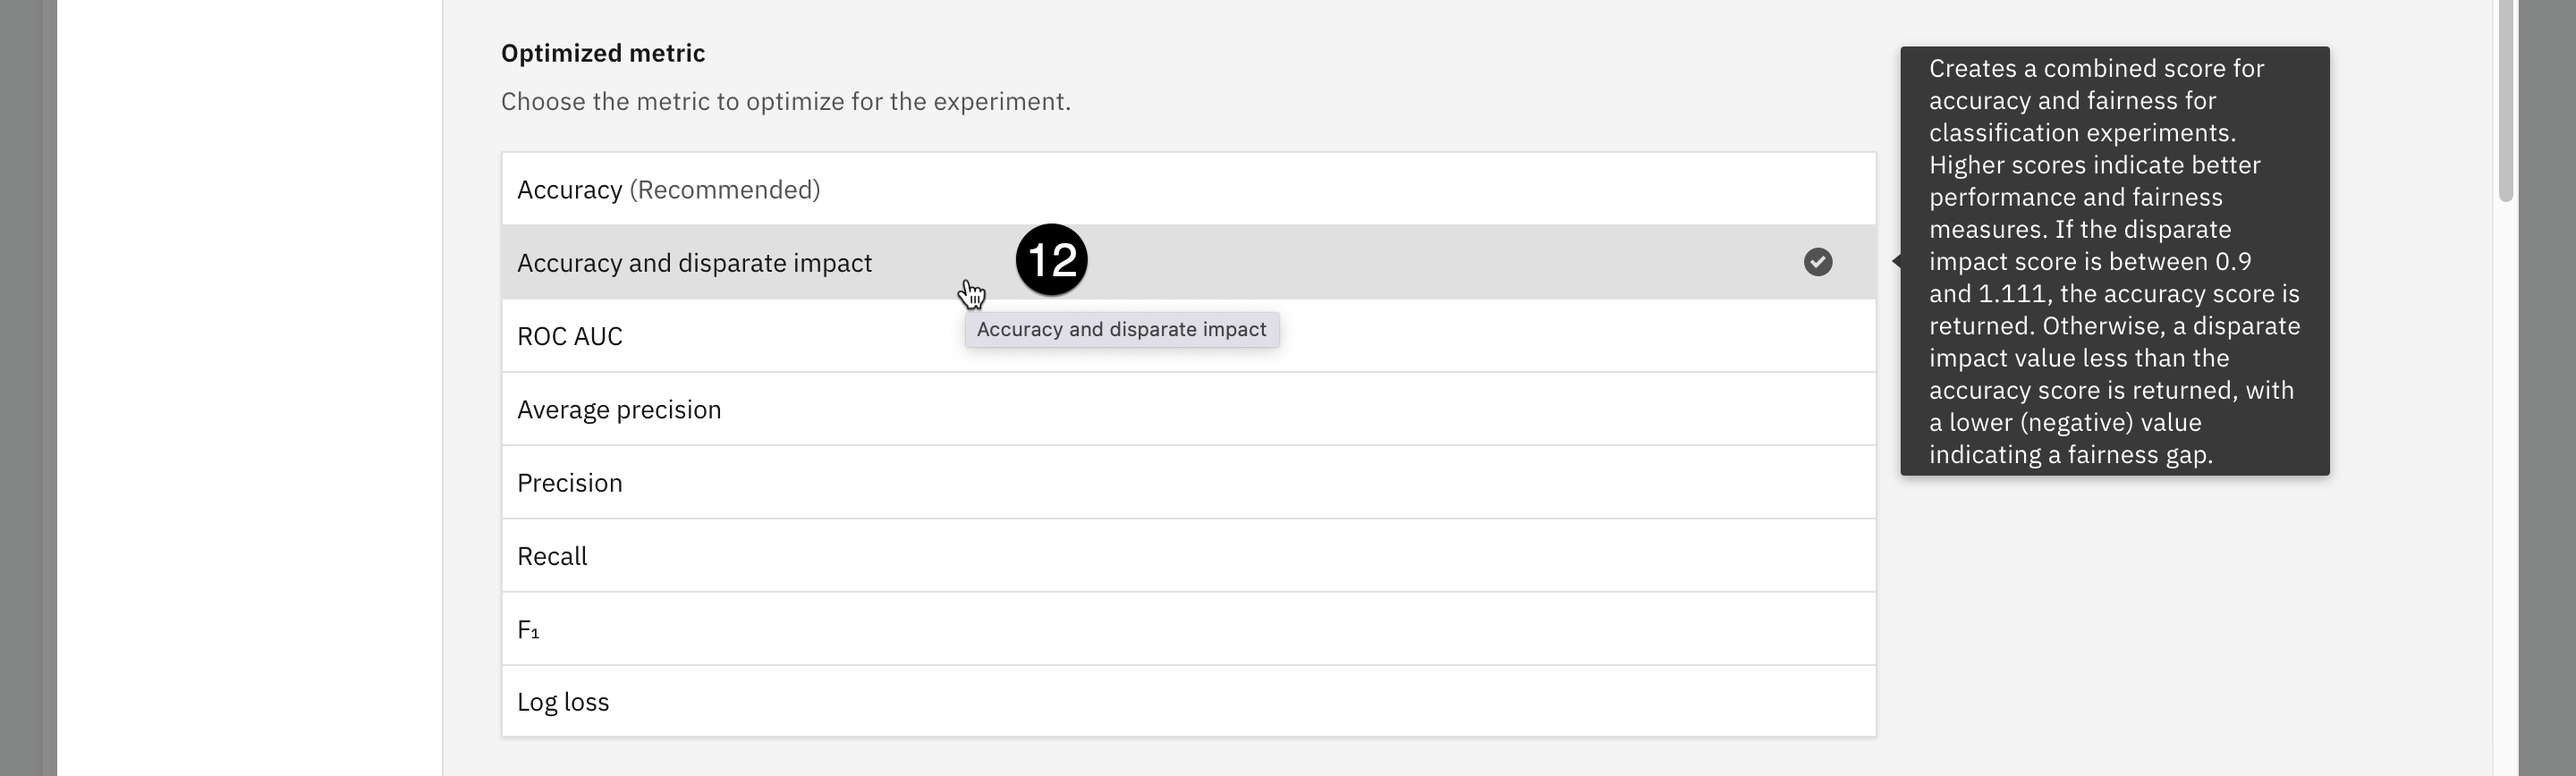 Optimized metric
Choose the metric to optimize for the experiment.
Accuracy (Recommended)
Accuracy and disparate impact
12
Accuracy and disparate impact
ROC AUC
Average precision
Precision
Recall
F₁
Log loss
Creates a combined score for
accuracy and fairness for
classification experiments.
Higher scores indicate better
performance and fairness
measures. If the disparate
impact score is between 0.9
and 1.111, the accuracy score is
returned. Otherwise, a disparate
impact value less than the
accuracy score is returned, with
a lower (negative) value
indicating a fairness gap.